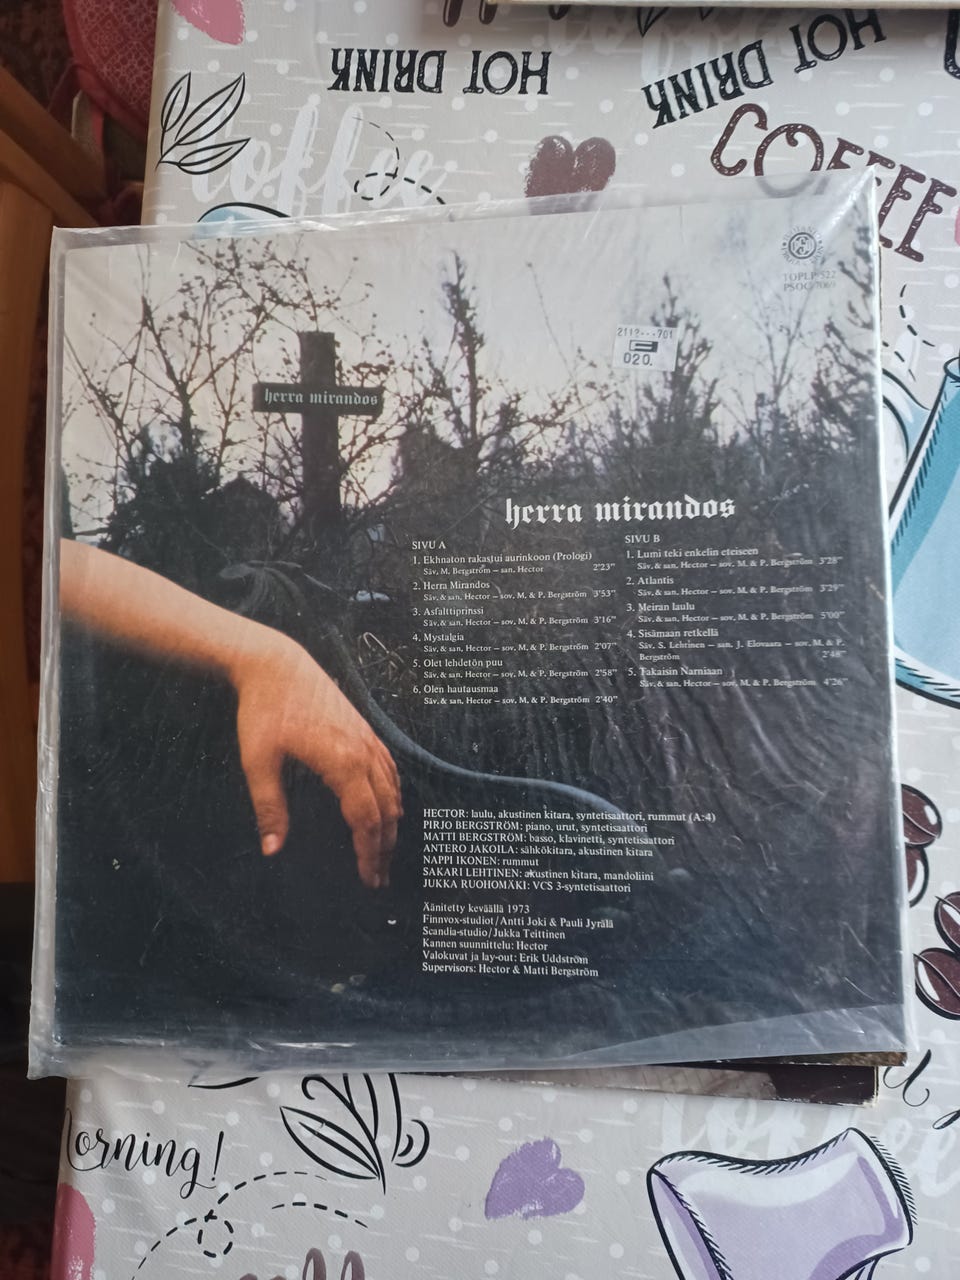 HOT DRINK
HOT DRINK
COFFEE
coffee
TOPLP 522
PSOC 7069
020.
herra mirandos
herra mirandos
SIVU A
1. Ekhnaton rakastui aurinkoon (Prologi)
Säv. M. Bergström – san. Hector 2'23"
2. Herra Mirandos
Säv. & san. Hector – sov. M. & P. Bergström 3'53"
3. Asfalttiprinssi
Säv. & san. Hector – sov. M. & P. Bergström 3'16"
4. Mystalgia
Säv. & san. Hector – sov. M. & P. Bergström 2'07"
5. Olet lehdetön puu
Säv. & san. Hector – sov. M. & P. Bergström 2'58"
6. Olen hautausmaa
Säv. & san. Hector – sov. M. & P. Bergström 2'40"
SIVU B
1. Lumi teki enkelin eteiseen
Säv. & san. Hector – sov. M. & P. Bergström 3'28"
2. Atlantis
Säv. & san. Hector – sov. M. & P. Bergström 3'29"
3. Meiran laulu
Säv. & san. Hector – sov. M. & P. Bergström 5'00"
4. Sisämaan retkellä
Säv. S. Lehtinen – san. J. Elovaara – sov. M. & P.
Bergström 2'48"
5. Takaisin Narniaan
Säv. & san. Hector – sov. M. & P. Bergström 4'26"
HECTOR: laulu, akustinen kitara, syntetisaattori, rummut (A:4)
PIRJO BERGSTRÖM: piano, urut, syntetisaattori
MATTI BERGSTRÖM: basso, klavinetti, syntetisaattori
ANTERO JAKOILA: sähkökitara, akustinen kitara
NAPPI IKONEN: rummut
SAKARI LEHTINEN: akustinen kitara, mandoliini
JUKKA RUOHOMÄKI: VCS 3-syntetisaattori
Äänitetty keväällä 1973
Finnvox-studiot/Antti Joki & Pauli Jyrälä
Scandia-studio/Jukka Teittinen
Kannen suunnittelu: Hector
Valokuvat ja lay-out: Erik Uddström
Supervisors: Hector & Matti Bergström
orning!